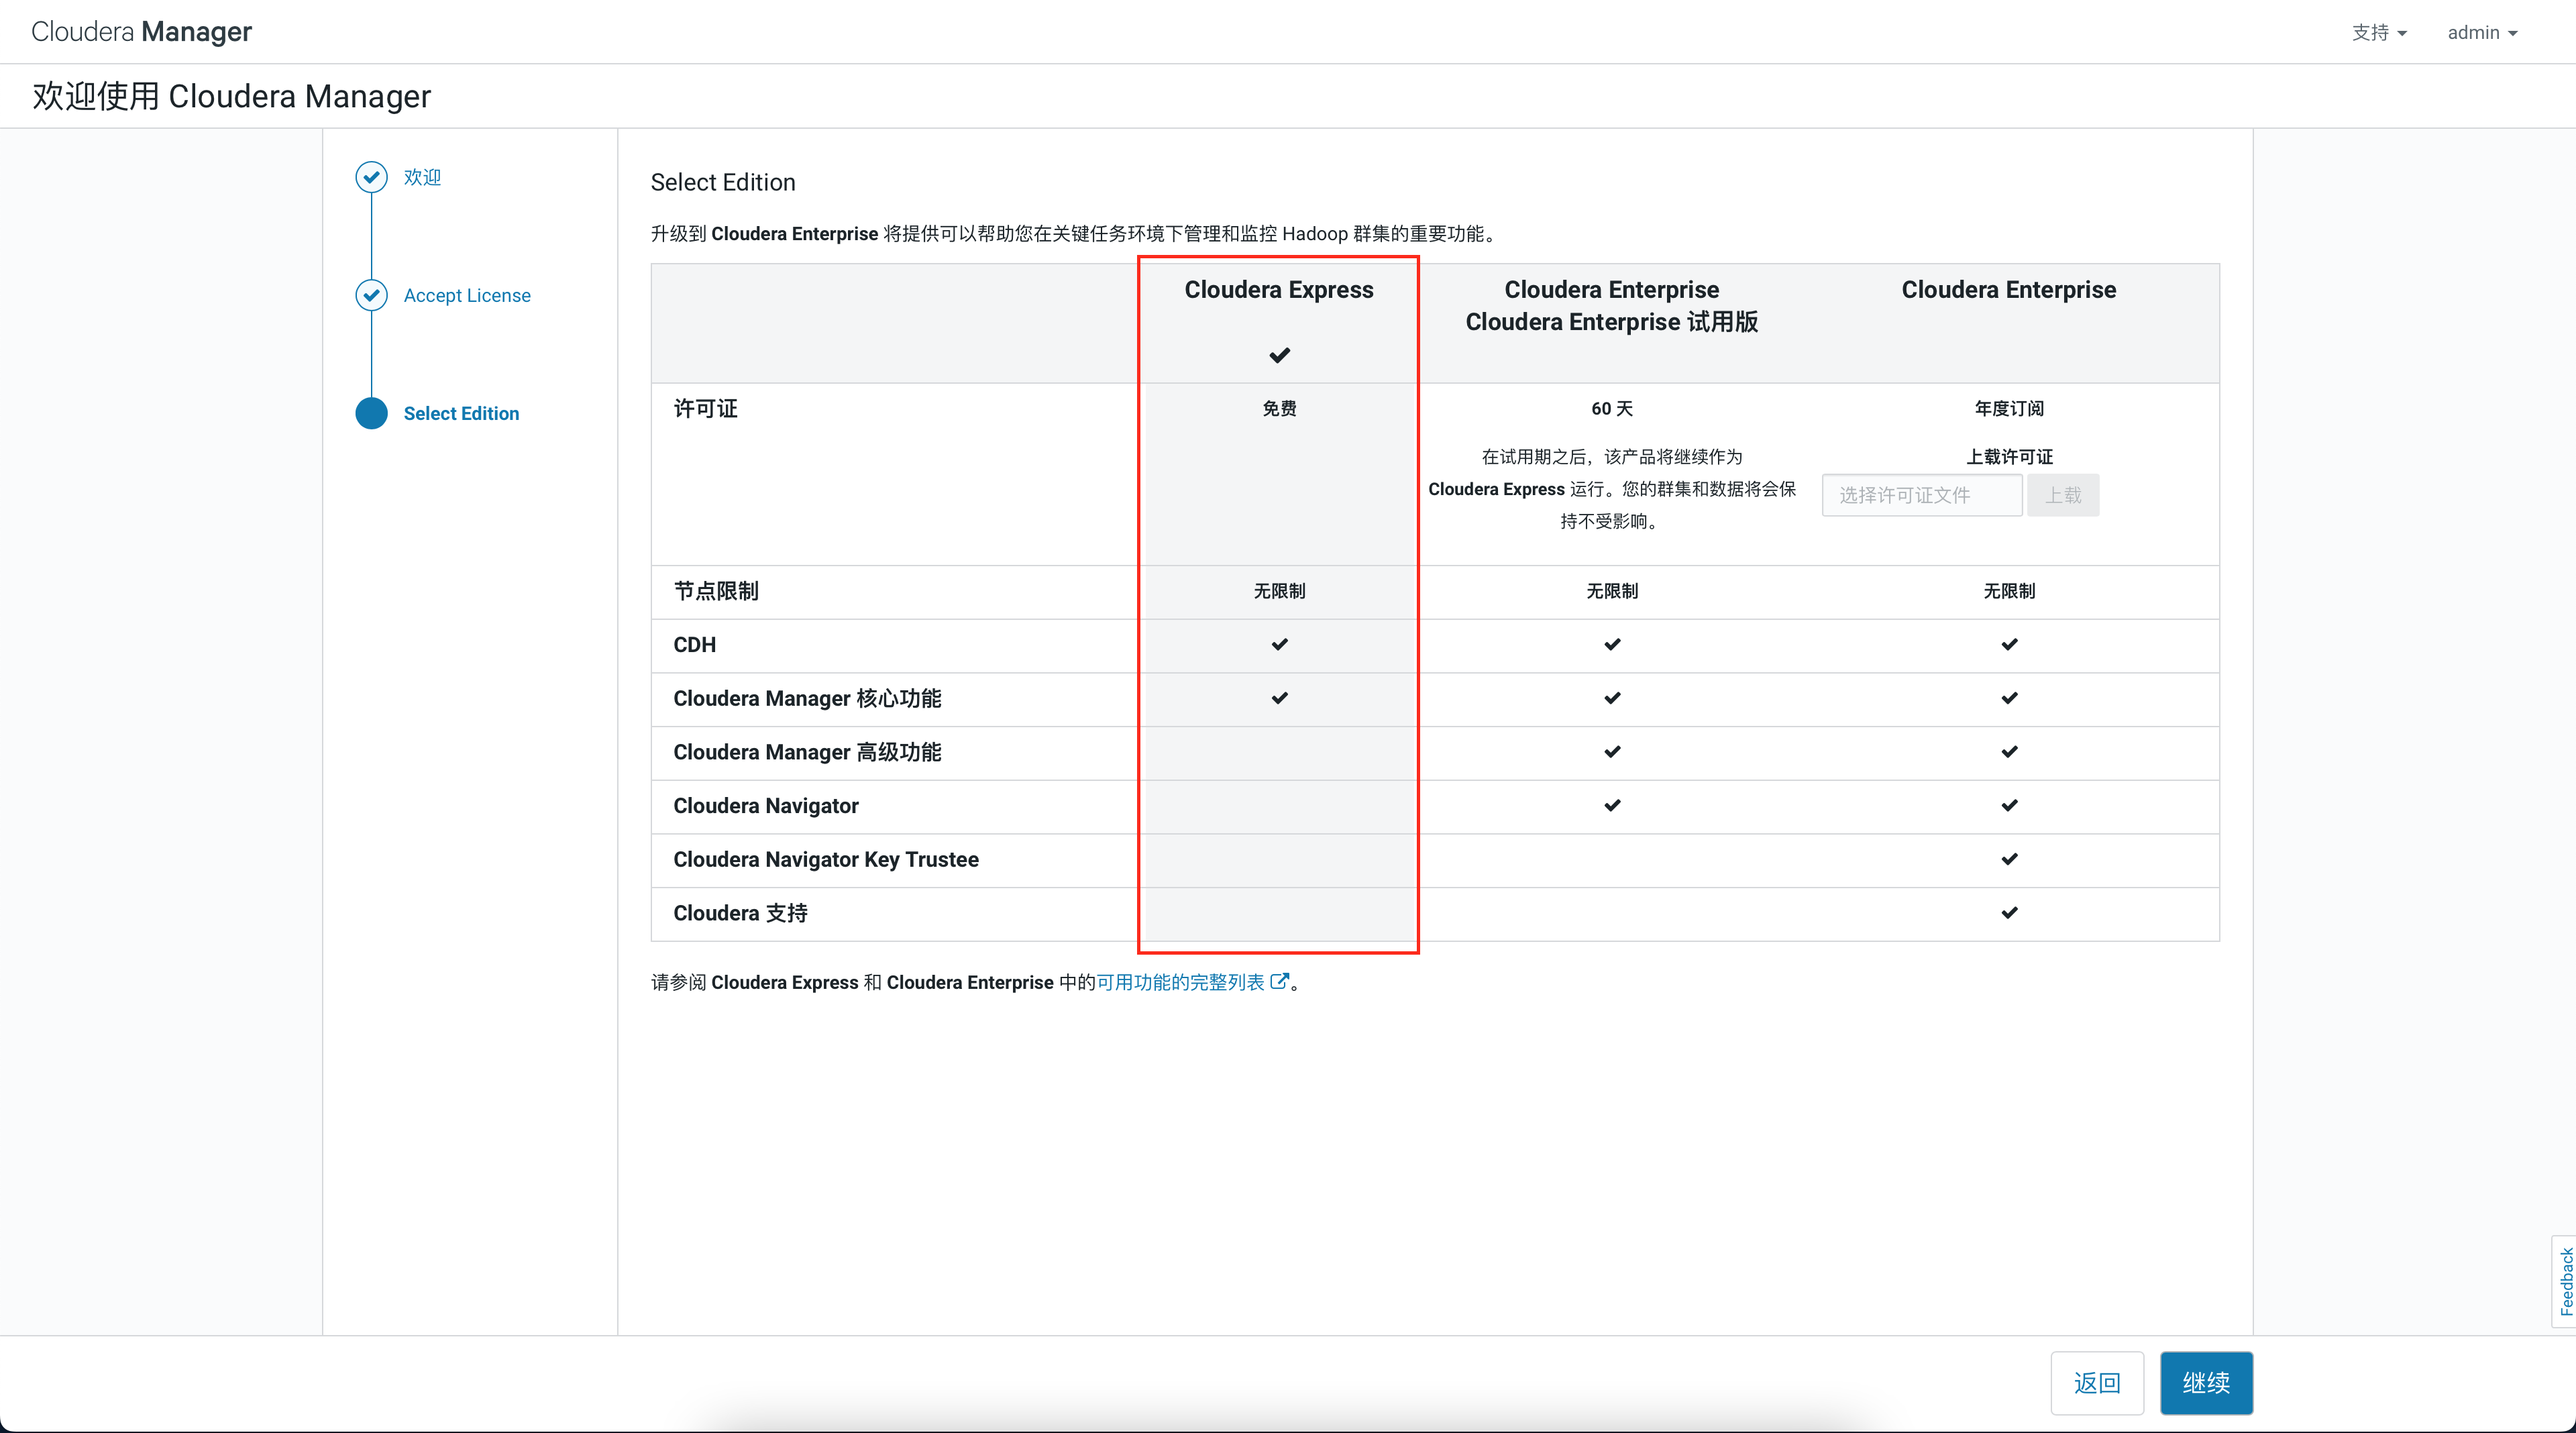 Cloudera Manager
支持
admin
欢迎使用 Cloudera Manager
欢迎
Accept License
Select Edition
Select Edition
升级到 Cloudera Enterprise 将提供可以帮助您在关键任务环境下管理和监控 Hadoop 群集的重要功能。
Cloudera Express
Cloudera Enterprise
Cloudera Enterprise 试用版
Cloudera Enterprise
许可证
免费
60 天
在试用期之后，该产品将继续作为
Cloudera Express 运行。您的群集和数据将会保
持不受影响。
年度订阅
上载许可证
选择许可证文件
上载
节点限制
无限制
无限制
无限制
CDH
Cloudera Manager 核心功能
Cloudera Manager 高级功能
Cloudera Navigator
Cloudera Navigator Key Trustee
Cloudera 支持
请参阅 Cloudera Express 和 Cloudera Enterprise 中的可用功能的完整列表。
Feedback
返回
继续